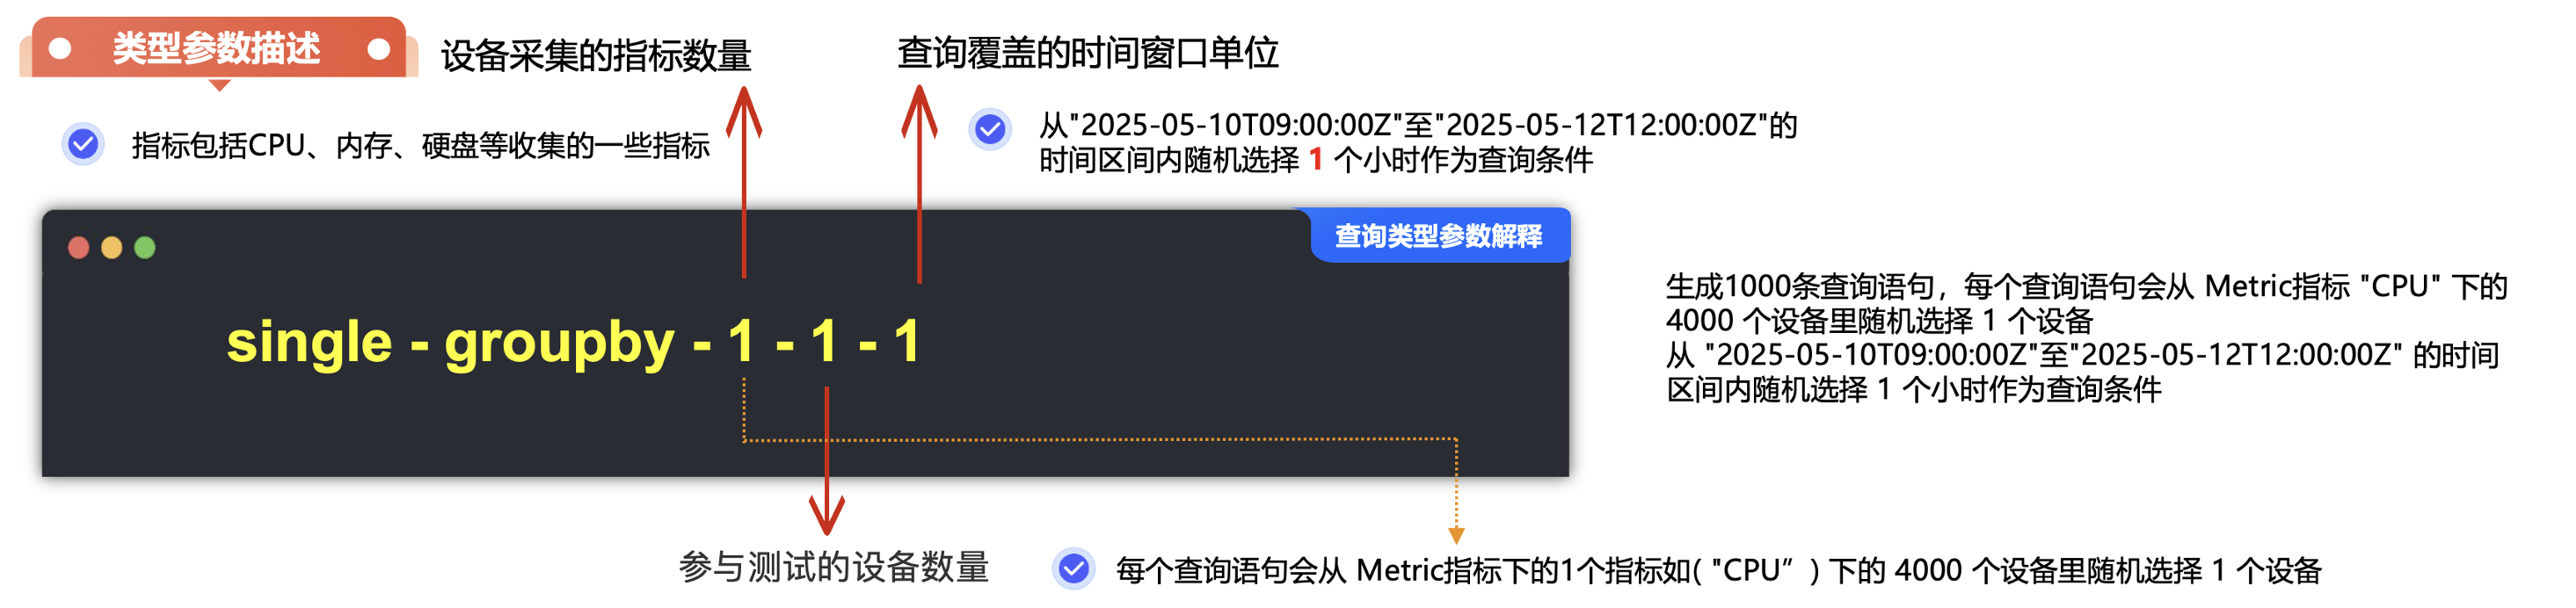 类型参数描述
设备采集的指标数量
查询覆盖的时间窗口单位
指标包括CPU、内存、硬盘等收集的一些指标
从"2025-05-10T09:00:00Z"至"2025-05-12T12:00:00Z"的
时间区间内随机选择 1 个小时作为查询条件
查询类型参数解释
single - groupby - 1 - 1 - 1
生成1000条查询语句，每个查询语句会从 Metric指标 "CPU" 下的
4000 个设备里随机选择 1 个设备
从 "2025-05-10T09:00:00Z"至"2025-05-12T12:00:00Z" 的时间
区间内随机选择 1 个小时作为查询条件
参与测试的设备数量
每个查询语句会从 Metric指标下的1个指标如( "CPU” ) 下的 4000 个设备里随机选择 1 个设备